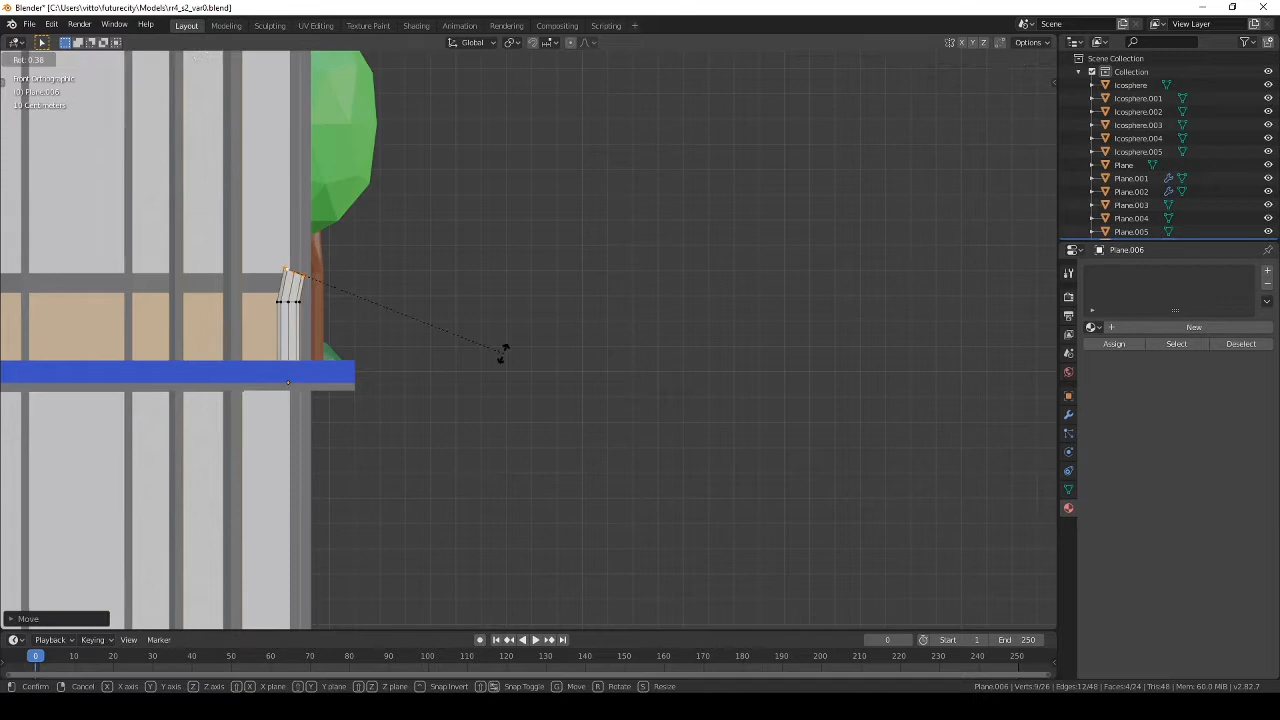 Blender* [C:\Users\vitto\futurecity\Models\r4_s2_var0.blend]
File Edit Render Window Help Layout Modeling Sculpting UV Editing Texture Paint Shading Animation Rendering Compositing Scripting Scene View Layer
Global X Y Z Options
Rot: 0.38
Front Orthographic
(0) Plane.006
10 Centimeters
Scene Collection
Collection
Icosphere
Icosphere.001
Icosphere.002
Icosphere.003
Icosphere.004
Icosphere.005
Plane
Plane.001
Plane.002
Plane.003
Plane.004
Plane.005
Plane.006
New
Assign Select Deselect
Move
Playback Keying View Marker 0 Start 1 End 250
0 10 20 30 40 50 60 70 80 90 100 110 120 130 140 150 160 170 180 190 200 210 220 230 240 250
Confirm Cancel X X axis Y Y axis Z Z axis X X plane Y Y plane Z Z plane Snap Invert Snap Toggle G Move R Rotate S Resize Plane.006 | Verts:9/26 | Edges:12/48 | Faces:4/24 | Tris:48 | Mem: 60.0 MiB | v2.82.7